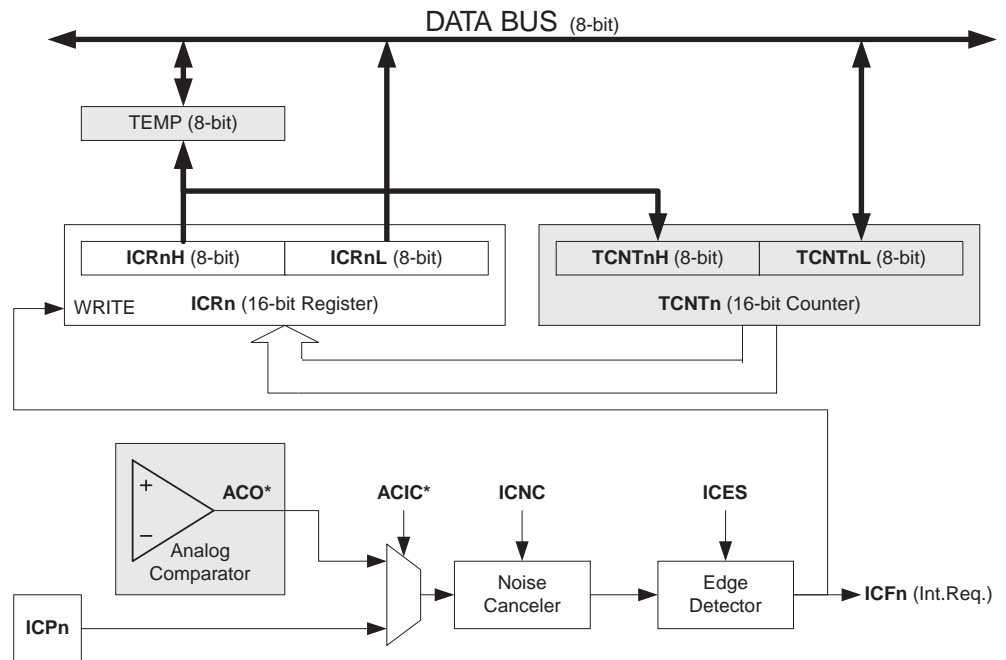 DATA BUS (8-bit)
TEMP (8-bit)
ICRnH (8-bit) ICRnL (8-bit)
WRITE
ICRn (16-bit Register)
TCNTnH (8-bit) TCNTnL (8-bit)
TCNTn (16-bit Counter)
+
−
ACO*
Analog
Comparator
ACIC*
ICNC
ICES
Noise
Canceler
Edge
Detector
ICFn (Int.Req.)
ICPn